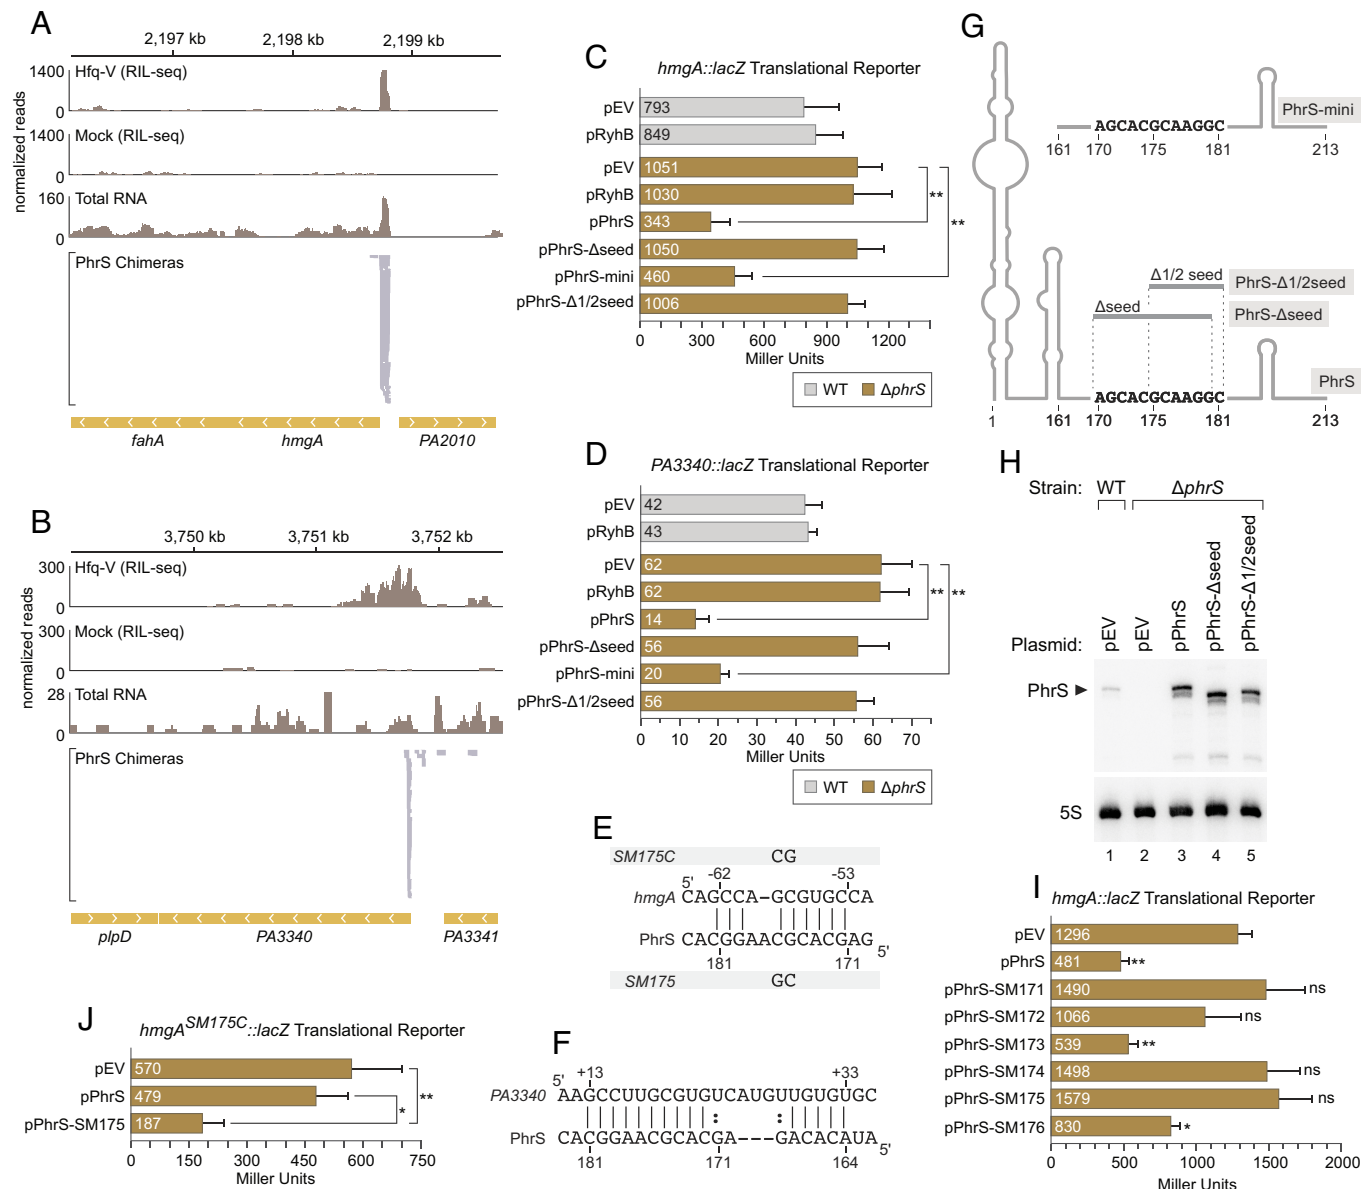 A
2,197 kb 2,198 kb 2,199 kb
normalized reads
1400
0
Hfq-V (RIL-seq)
1400
0
Mock (RIL-seq)
160
0
Total RNA
PhrS Chimeras
fahA hmgA PA2010
B
3,750 kb 3,751 kb 3,752 kb
normalized reads
300
0
Hfq-V (RIL-seq)
300
0
Mock (RIL-seq)
28
0
Total RNA
PhrS Chimeras
plpD PA3340 PA3341
C
hmgA::lacZ Translational Reporter
pEV 793
pRyhB 849
pEV 1051
pRyhB 1030
pPhrS 343
pPhrS-Δseed 1050
pPhrS-mini 460
pPhrS-Δ1/2seed 1006
**
**
0 300 600 900 1200
Miller Units
WT ΔphrS
D
PA3340::lacZ Translational Reporter
pEV 42
pRyhB 43
pEV 62
pRyhB 62
pPhrS 14
pPhrS-Δseed 56
pPhrS-mini 20
pPhrS-Δ1/2seed 56
** **
0 10 20 30 40 50 60 70
Miller Units
WT ΔphrS
E
SM175C CG
-62 -53
5'
hmgA CAGCCA-GCGUGCCA
PhrS CACGGAACGCACGAG 5'
181 171
SM175 GC
F
+13 +33
5'
PA3340 AAGCCUUGCGUGUCAUGUUGUGUGC
PhrS CACGGAACGCACGA---GACACAUA 5'
181 171 164
G
PhrS-mini
AGCACGCAAGGC
161 170 175 181 213
Δ1/2 seed PhrS-Δ1/2seed
Δseed PhrS-Δseed
PhrS
AGCACGCAAGGC
1 161 170 175 181 213
H
Strain: WT ΔphrS
Plasmid: pEV pEV pPhrS pPhrS-Δseed pPhrS-Δ1/2seed
PhrS
5S
1 2 3 4 5
I
hmgA::lacZ Translational Reporter
pEV 1296
pPhrS 481 **
pPhrS-SM171 1490 ns
pPhrS-SM172 1066 ns
pPhrS-SM173 539 **
pPhrS-SM174 1498 ns
pPhrS-SM175 1579 ns
pPhrS-SM176 830 *
0 500 1000 1500 2000
Miller Units
J
hmgA^SM175C::lacZ Translational Reporter
pEV 570
pPhrS 479
pPhrS-SM175 187
* **
0 150 300 450 600 750
Miller Units